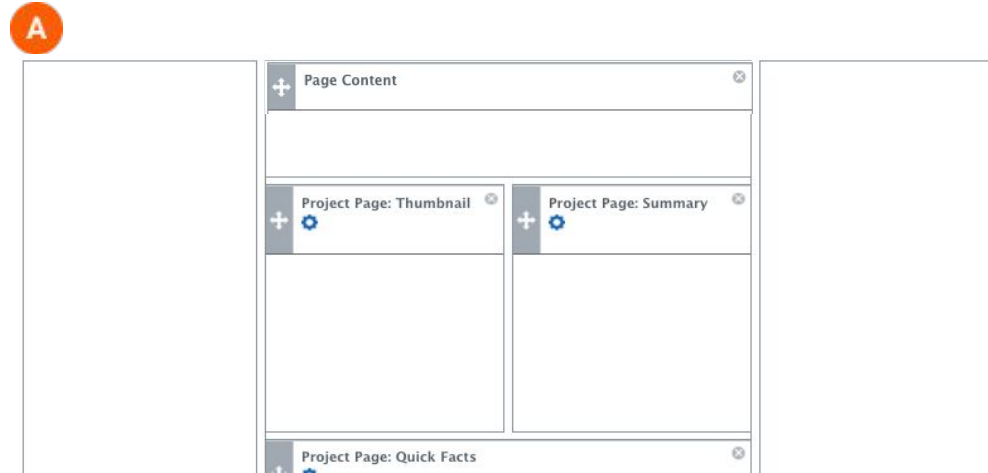 A
Page Content
Project Page: Thumbnail
Project Page: Summary
Project Page: Quick Facts